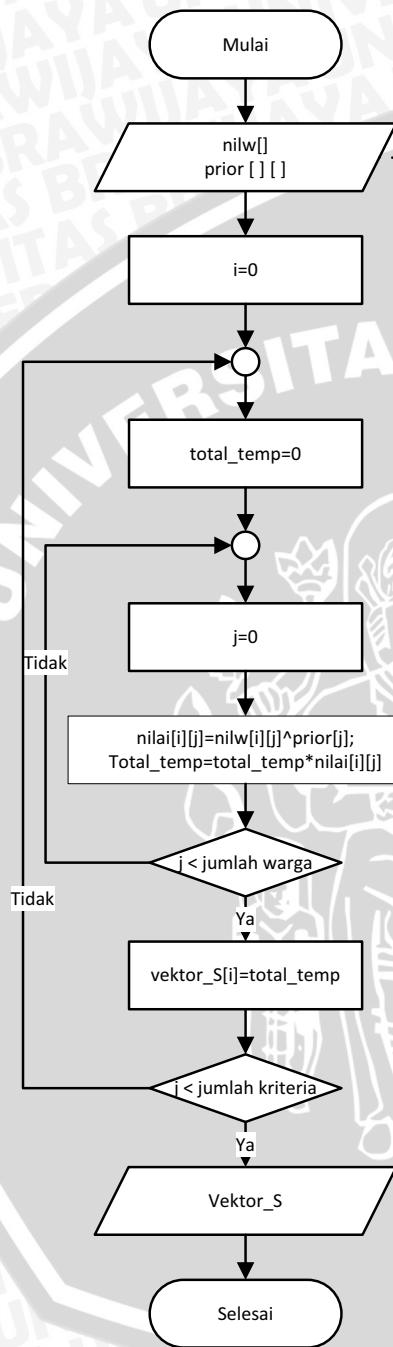 Mulai
nilw[]
prior [ ] [ ]
i=0
total_temp=0
j=0
Tidak
nilai[i][j]=nilw[i][j]^prior[j];
Total_temp=total_temp*nilai[i][j]
j < jumlah warga
Tidak
Ya
vektor_S[i]=total_temp
j < jumlah kriteria
Ya
Vektor_S
Selesai
UNIVERSITA